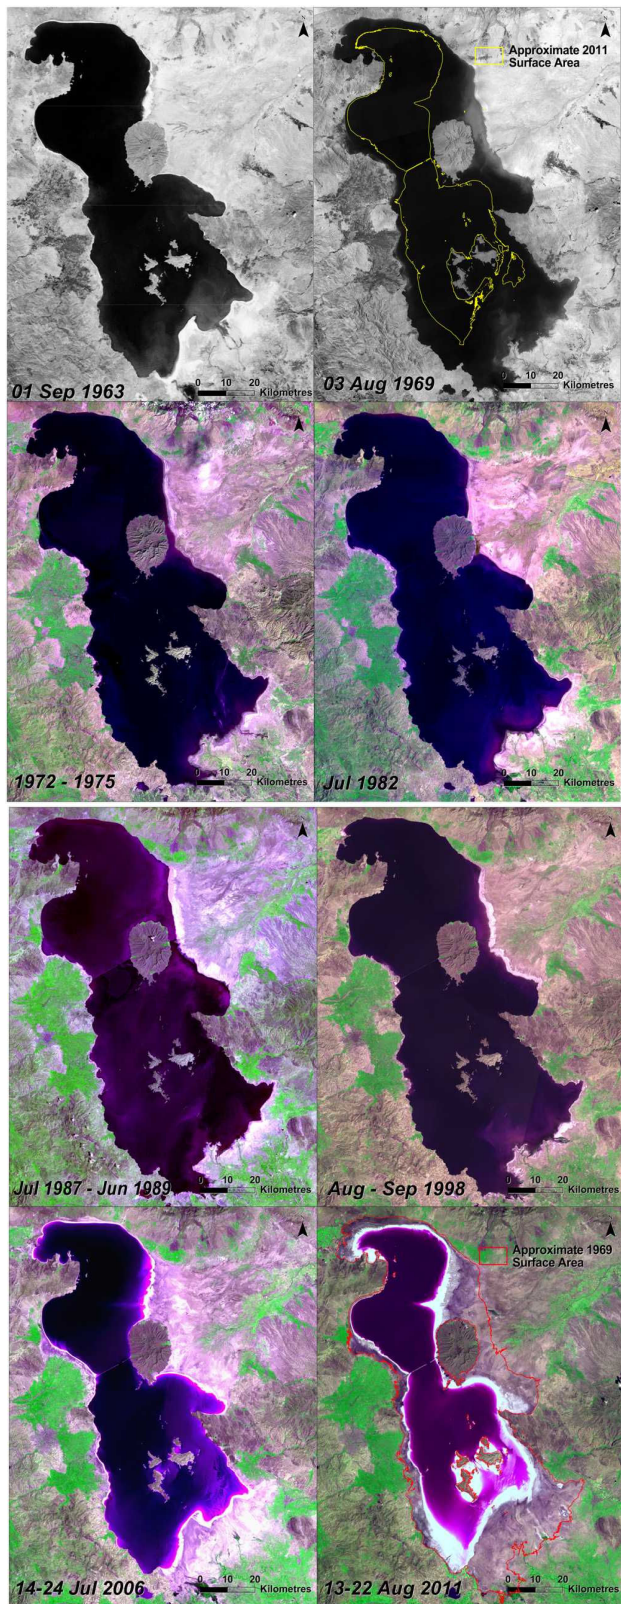 N
01 Sep 1963
0 10 20
Kilometres
N
Approximate 2011
Surface Area
03 Aug 1969
0 10 20
Kilometres
N
1972 - 1975
0 10 20
Kilometres
N
Jul 1982
0 10 20
Kilometres
N
Jul 1987 - Jun 1989
0 10 20
Kilometres
N
Aug - Sep 1998
0 10 20
Kilometres
N
14-24 Jul 2006
0 10 20
Kilometres
N
Approximate 1969
Surface Area
13-22 Aug 2011
0 10 20
Kilometres